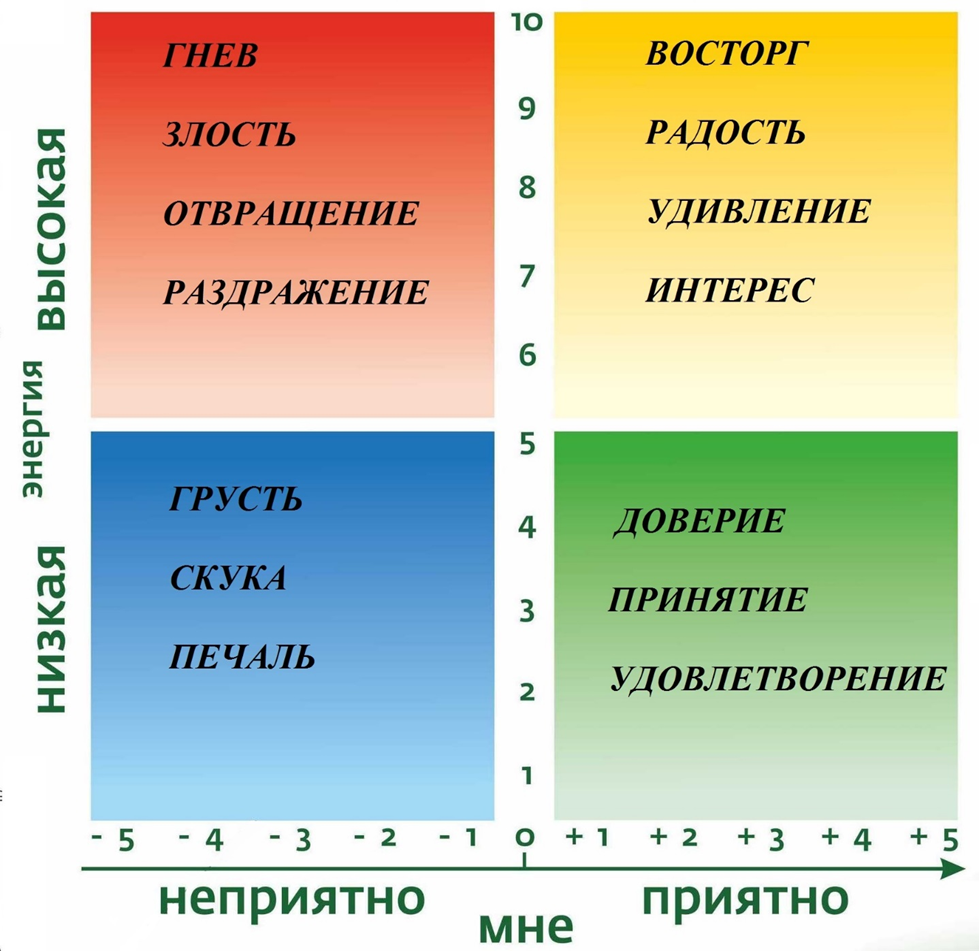 ГНЕВ
ЗЛОСТЬ
ОТВРАЩЕНИЕ
РАЗДРАЖЕНИЕ
10
9
8
7
6
ВОСТОРГ
РАДОСТЬ
УДИВЛЕНИЕ
ИНТЕРЕС
высокая
энергия
низкая
ГРУСТЬ
СКУКА
ПЕЧАЛЬ
5
4
3
2
1
ДОВЕРИЕ
ПРИНЯТИЕ
УДОВЛЕТВОРЕНИЕ
- 5 - 4 - 3 - 2 - 1 0 + 1 + 2 + 3 + 4 + 5
неприятно приятно
мне